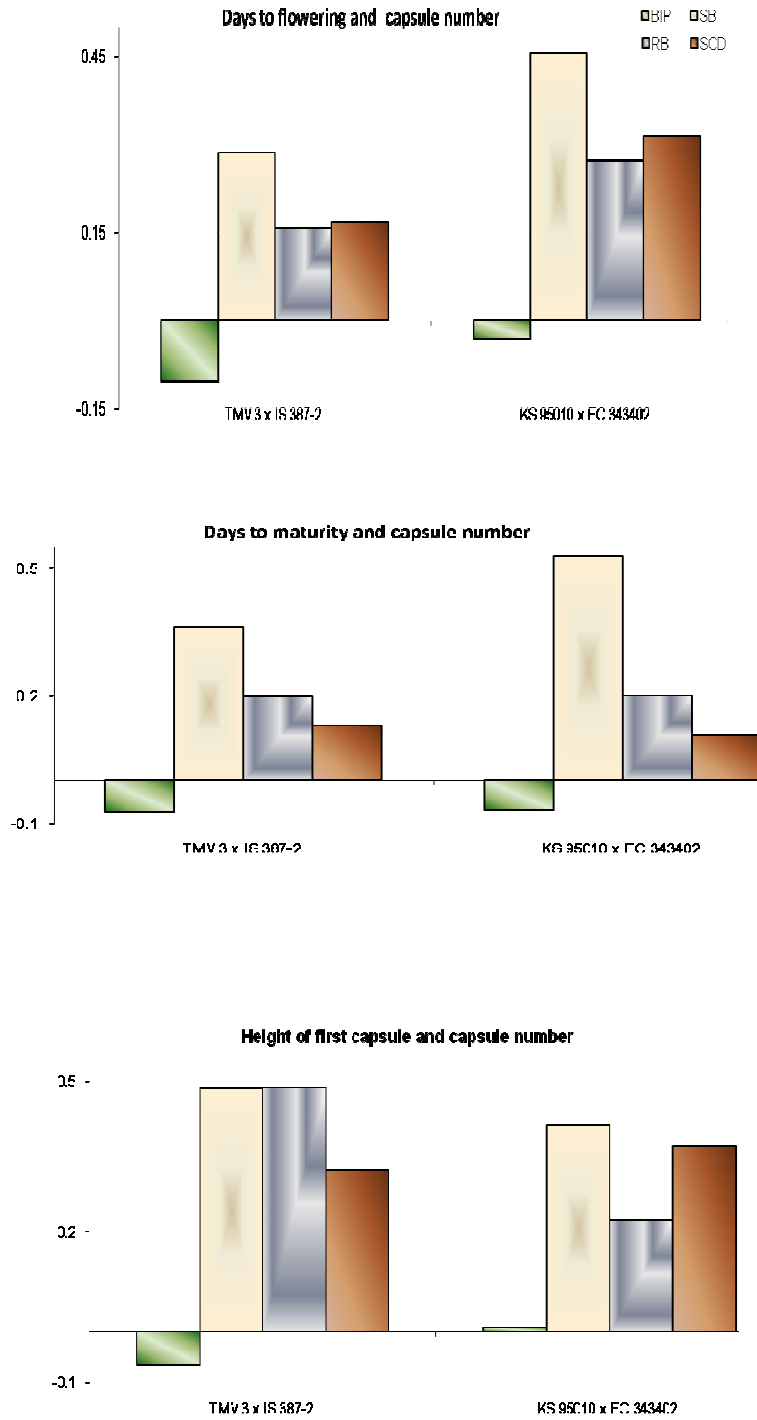 Days to flowering and capsule number
BIP SB
RB SCD
0.45
0.15
-0.15
TMV 3 x IS 387-2 KS 95010 x EC 343402
Days to maturity and capsule number
0.5
0.2
-0.1
TMV 3 x IS 387-2 KS 95010 x EC 343402
Height of first capsule and capsule number
0.5
0.2
-0.1
TMV 3 x IS 387-2 KS 95010 x EC 343402